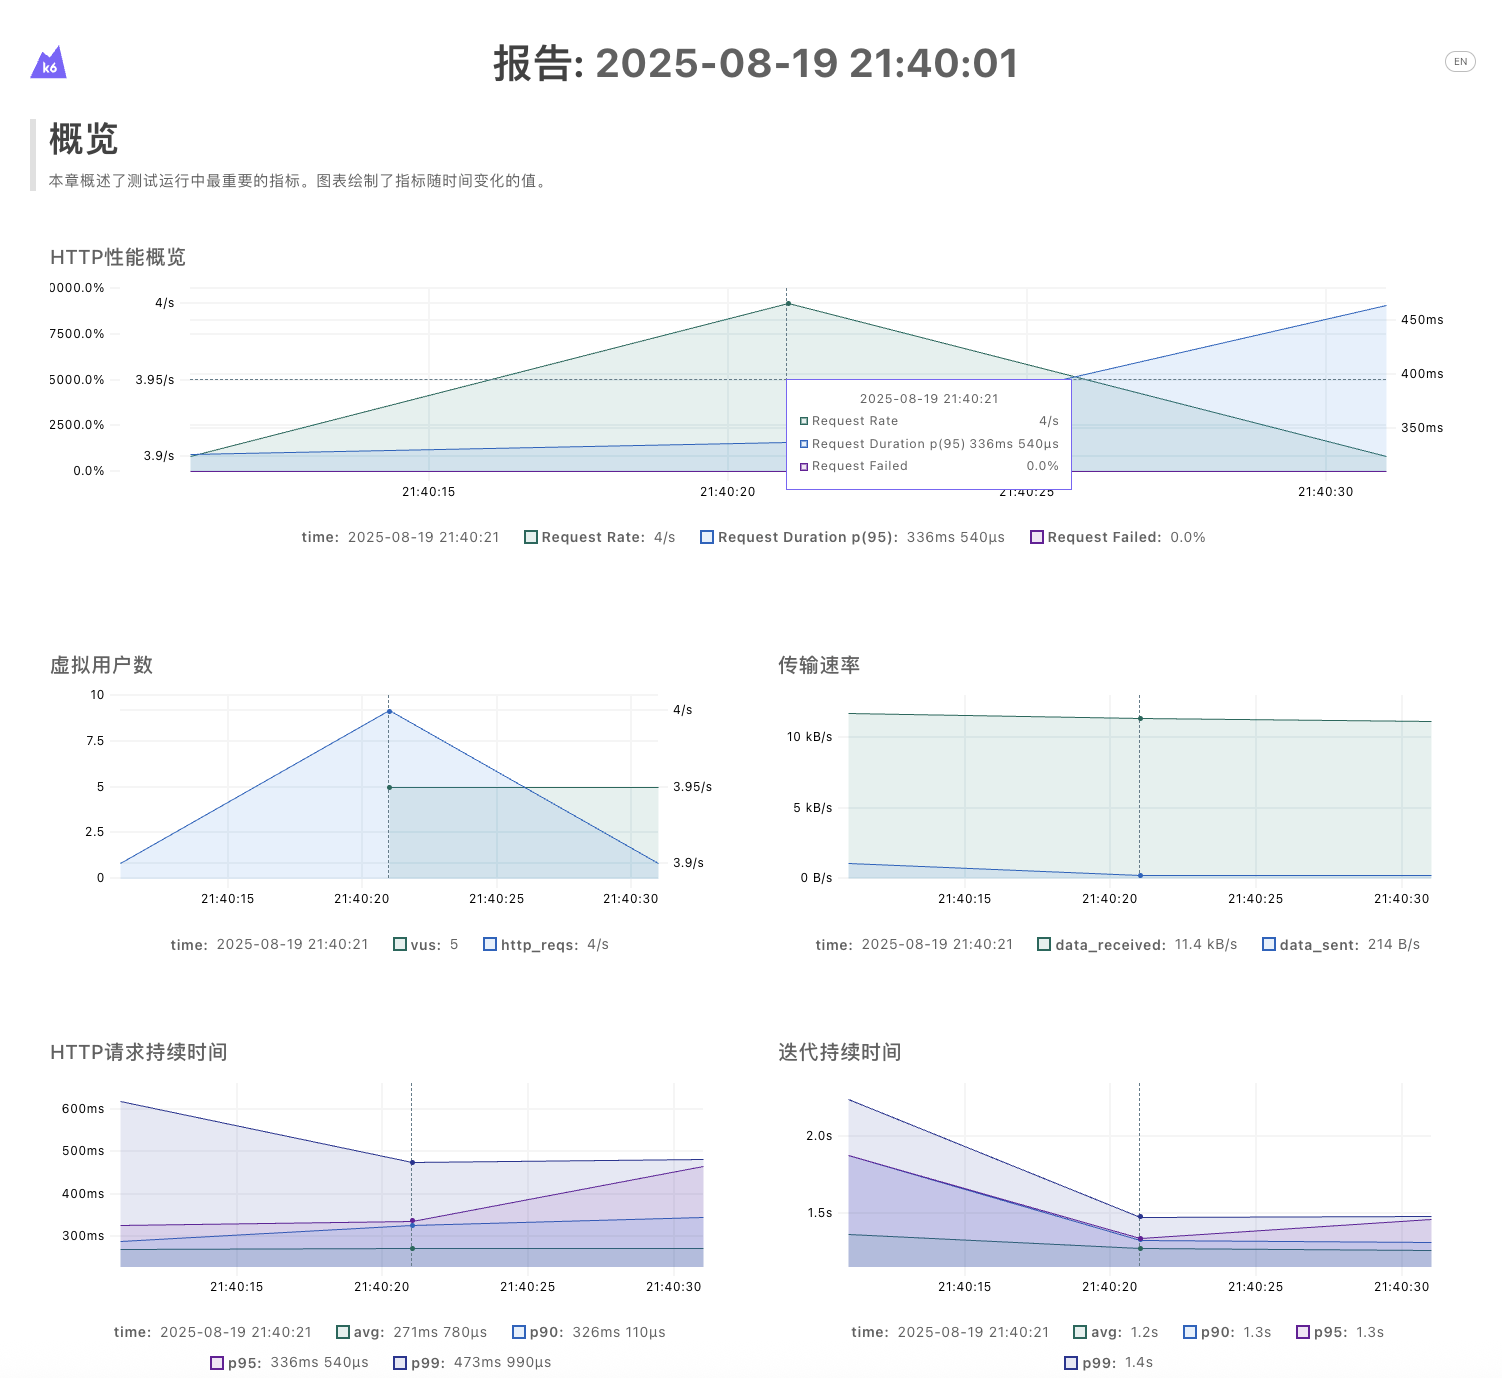 k6
报告: 2025-08-19 21:40:01
EN
概览
本章概述了测试运行中最重要的指标。图表绘制了指标随时间变化的值。
HTTP性能概览
0000.0%
7500.0%
5000.0%
2500.0%
0.0%
4/s
3.95/s
3.9/s
450ms
400ms
350ms
2025-08-19 21:40:21
Request Rate 4/s
Request Duration p(95) 336ms 540µs
Request Failed 0.0%
21:40:15 21:40:20 21:40:25 21:40:30
time: 2025-08-19 21:40:21 Request Rate: 4/s Request Duration p(95): 336ms 540µs Request Failed: 0.0%
虚拟用户数
10
7.5
5
2.5
0
4/s
3.95/s
3.9/s
21:40:15 21:40:20 21:40:25 21:40:30
time: 2025-08-19 21:40:21 vus: 5 http_reqs: 4/s
传输速率
10 kB/s
5 kB/s
0 B/s
21:40:15 21:40:20 21:40:25 21:40:30
time: 2025-08-19 21:40:21 data_received: 11.4 kB/s data_sent: 214 B/s
HTTP请求持续时间
600ms
500ms
400ms
300ms
21:40:15 21:40:20 21:40:25 21:40:30
time: 2025-08-19 21:40:21 avg: 271ms 780µs p90: 326ms 110µs
p95: 336ms 540µs p99: 473ms 990µs
迭代持续时间
2.0s
1.5s
21:40:15 21:40:20 21:40:25 21:40:30
time: 2025-08-19 21:40:21 avg: 1.2s p90: 1.3s p95: 1.3s
p99: 1.4s